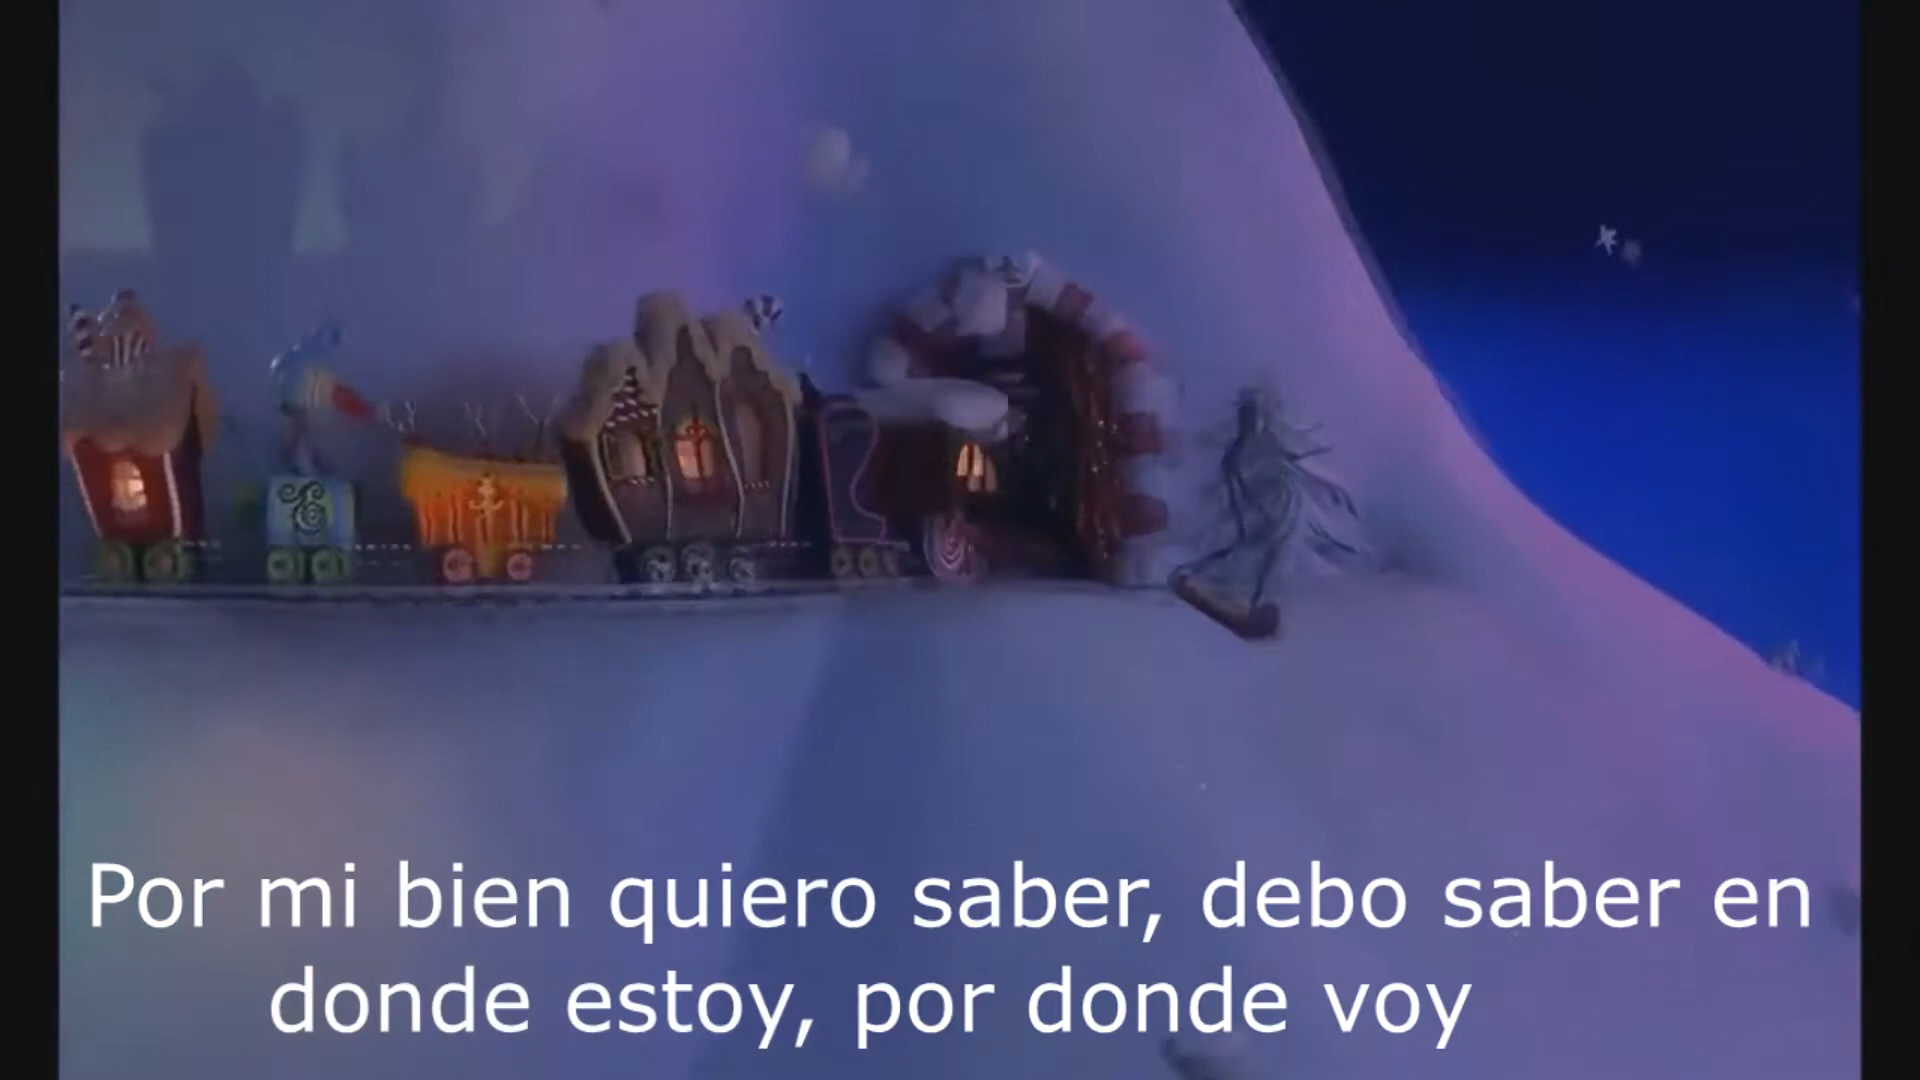 Por mi bien quiero saber, debo saber en
donde estoy, por donde voy